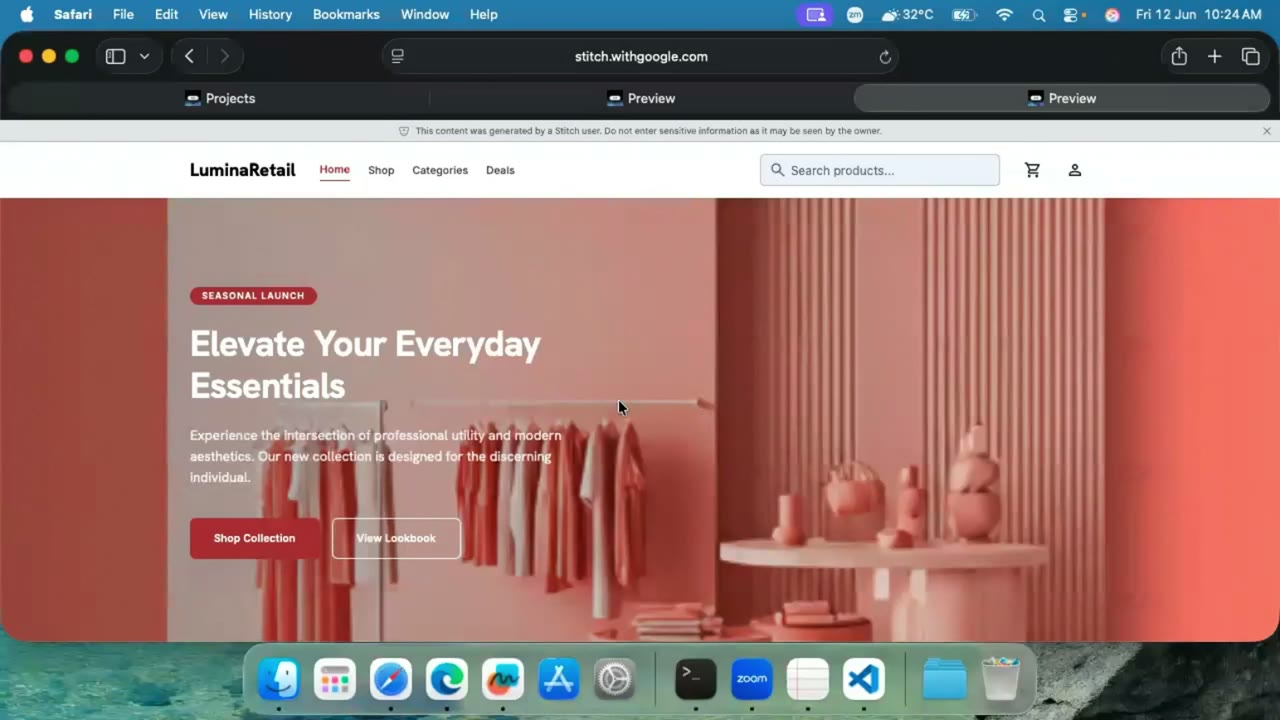 Safari File Edit View History Bookmarks Window Help zm 32°C Fri 12 Jun 10:24 AM
stitch.withgoogle.com
Projects Preview Preview
This content was generated by a Stitch user. Do not enter sensitive information as it may be seen by the owner.
LuminaRetail Home Shop Categories Deals Search products...
SEASONAL LAUNCH
Elevate Your Everyday
Essentials
Experience the intersection of professional utility and modern
aesthetics. Our new collection is designed for the discerning
individual.
Shop Collection View Lookbook
zoom